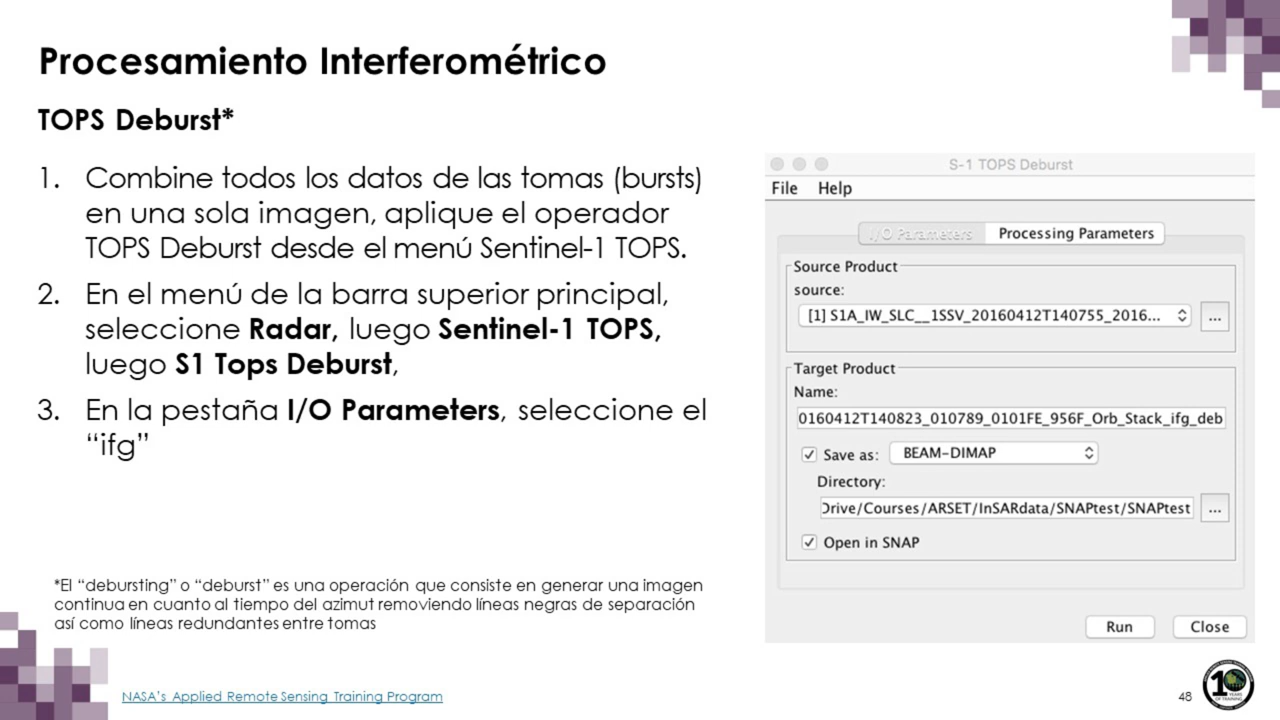 Procesamiento Interferométrico
TOPS Deburst*
1. Combine todos los datos de las tomas (bursts)
en una sola imagen, aplique el operador
TOPS Deburst desde el menú Sentinel-1 TOPS.
2. En el menú de la barra superior principal,
seleccione Radar, luego Sentinel-1 TOPS,
luego S1 Tops Deburst,
3. En la pestaña I/O Parameters, seleccione el
“ifg”
*El “debursting” o “deburst” es una operación que consiste en generar una imagen
continua en cuanto al tiempo del azimut removiendo líneas negras de separación
así como líneas redundantes entre tomas
S-1 TOPS Deburst
File Help
I/O Parameters Processing Parameters
Source Product
source:
[1] S1A_IW_SLC__1SSV_20160412T140755_2016... ...
Target Product
Name:
0160412T140823_010789_0101FE_956F_Orb_Stack_ifg_deb
Save as: BEAM-DIMAP
Directory:
Drive/Courses/ARSET/InSARdata/SNAPtest/SNAPtest ...
Open in SNAP
Run Close
NASA's Applied Remote Sensing Training Program
48
10
YEARS
OF TRAINING